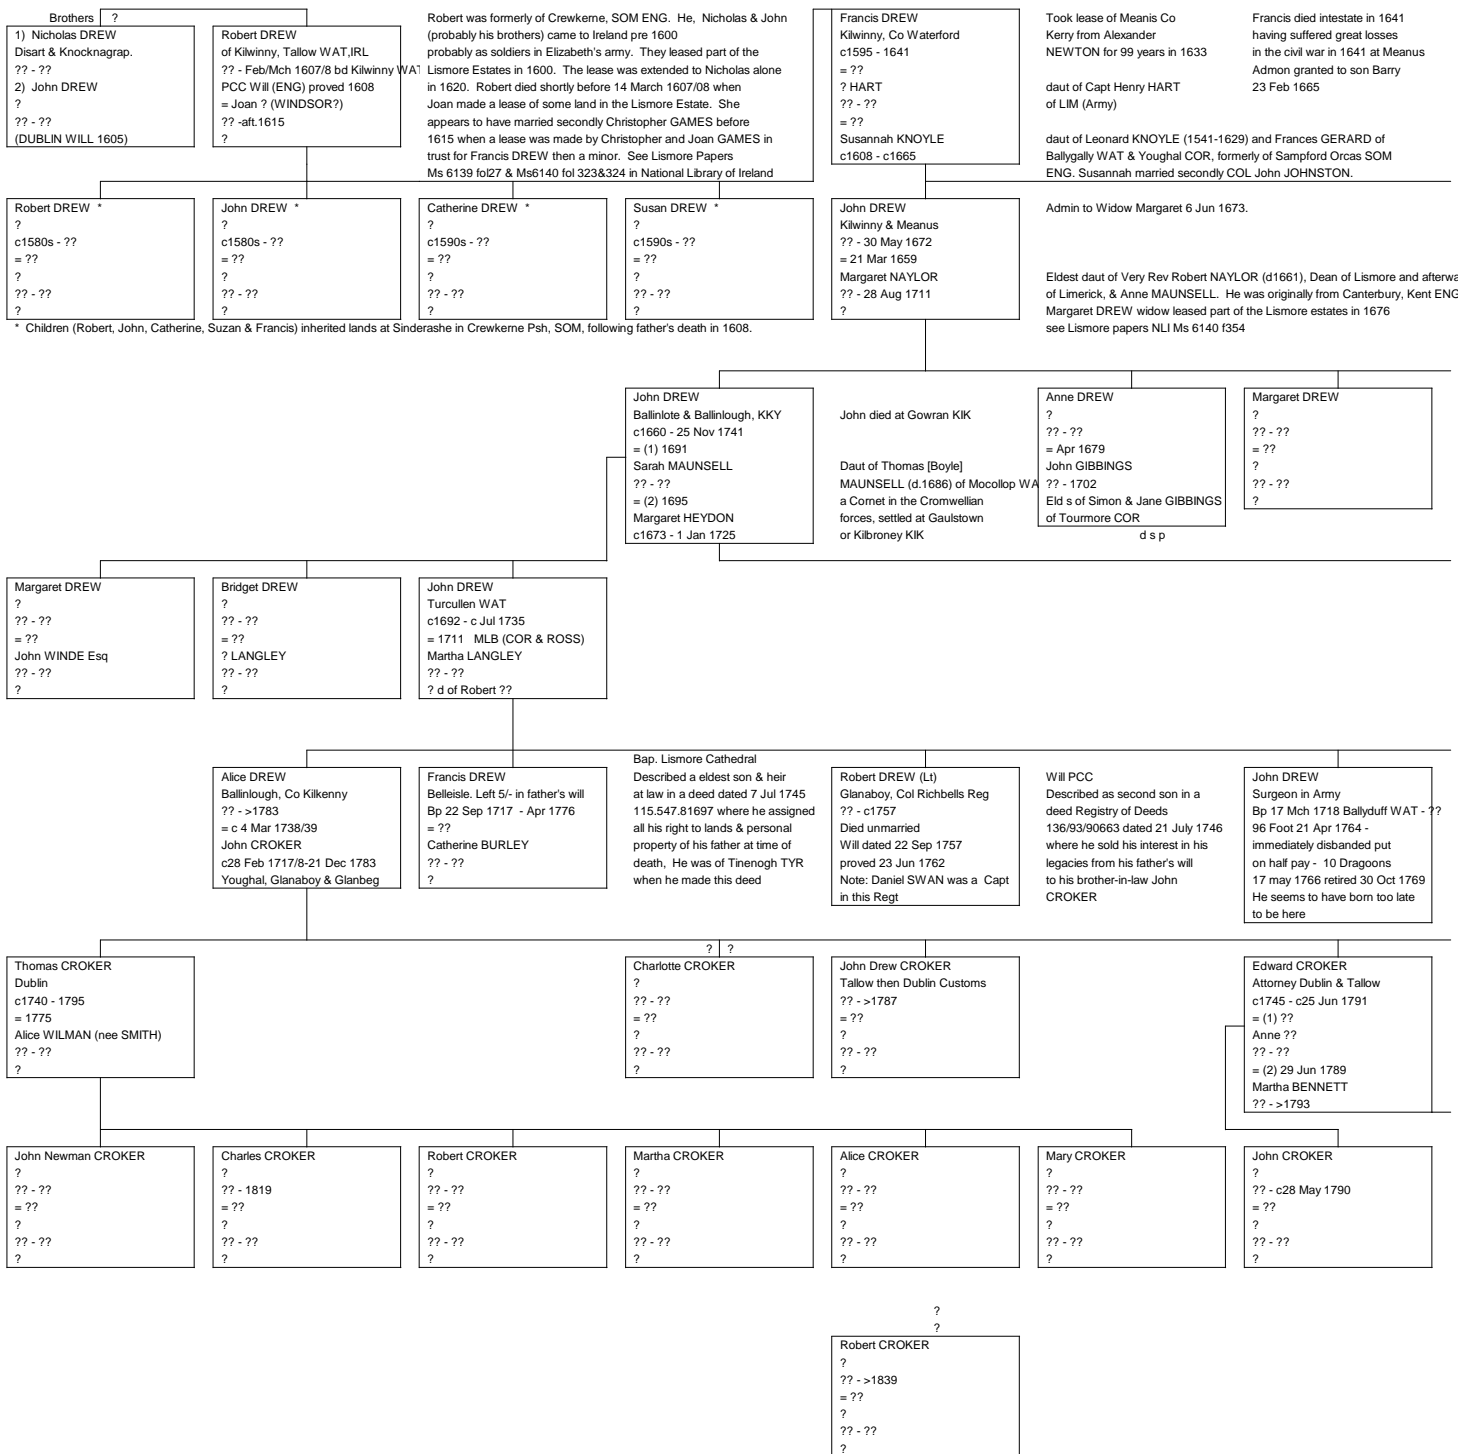 Brothers ?
1) Nicholas DREW
Disart & Knocknagrap.
?? - ??
2) John DREW
?
?? - ??
(DUBLIN WILL 1605)
Robert DREW
of Kilwinny, Tallow WAT,IRL
?? - Feb/Mch 1607/8 bd Kilwinny WAT
PCC Will (ENG) proved 1608
= Joan ? (WINDSOR?)
?? -aft.1615
?
Robert was formerly of Crewkerne, SOM ENG. He, Nicholas & John
(probably his brothers) came to Ireland pre 1600
probably as soldiers in Elizabeth's army. They leased part of the
Lismore Estates in 1600. The lease was extended to Nicholas alone
in 1620. Robert died shortly before 14 March 1607/08 when
Joan made a lease of some land in the Lismore Estate. She
appears to have married secondly Christopher GAMES before
1615 when a lease was made by Christopher and Joan GAMES in
trust for Francis DREW then a minor. See Lismore Papers
Ms 6139 fol27 & Ms6140 fol 323&324 in National Library of Ireland
Francis DREW
Kilwinny, Co Waterford
c1595 - 1641
= ??
? HART
?? - ??
= ??
Susannah KNOYLE
c1608 - c1665
Took lease of Meanis Co
Kerry from Alexander
NEWTON for 99 years in 1633
daut of Capt Henry HART
of LIM (Army)
daut of Leonard KNOYLE (1541-1629) and Frances GERARD of
Ballygally WAT & Youghal COR, formerly of Sampford Orcas SOM
ENG. Susannah married secondly COL John JOHNSTON.
Francis died intestate in 1641
having suffered great losses
in the civil war in 1641 at Meanus
Admon granted to son Barry
23 Feb 1665
Robert DREW *
?
c1580s - ??
= ??
?
?? - ??
?
John DREW *
?
c1580s - ??
= ??
?
?? - ??
?
Catherine DREW *
?
c1590s - ??
= ??
?
?? - ??
?
Susan DREW *
?
c1590s - ??
= ??
?
?? - ??
?
John DREW
Kilwinny & Meanus
?? - 30 May 1672
= 21 Mar 1659
Margaret NAYLOR
?? - 28 Aug 1711
?
Admin to Widow Margaret 6 Jun 1673.
Eldest daut of Very Rev Robert NAYLOR (d1661), Dean of Lismore and afterwa
of Limerick, & Anne MAUNSELL. He was originally from Canterbury, Kent ENG
Margaret DREW widow leased part of the Lismore estates in 1676
see Lismore papers NLI Ms 6140 f354
* Children (Robert, John, Catherine, Suzan & Francis) inherited lands at Sinderashe in Crewkerne Psh, SOM, following father's death in 1608.
John DREW
Ballinlote & Ballinlough, KKY
c1660 - 25 Nov 1741
= (1) 1691
Sarah MAUNSELL
?? - ??
= (2) 1695
Margaret HEYDON
c1673 - 1 Jan 1725
John died at Gowran KIK
Daut of Thomas [Boyle]
MAUNSELL (d.1686) of Mocollop WA
a Cornet in the Cromwellian
forces, settled at Gaulstown
or Kilbroney KIK
Anne DREW
?
?? - ??
= Apr 1679
John GIBBINGS
?? - 1702
Eld s of Simon & Jane GIBBINGS
of Tourmore COR
d s p
Margaret DREW
?
?? - ??
= ??
?
?? - ??
?
Margaret DREW
?
?? - ??
= ??
John WINDE Esq
?? - ??
?
Bridget DREW
?
?? - ??
= ??
? LANGLEY
?? - ??
?
John DREW
Turcullen WAT
c1692 - c Jul 1735
= 1711 MLB (COR & ROSS)
Martha LANGLEY
?? - ??
? d of Robert ??
Alice DREW
Ballinlough, Co Kilkenny
?? - >1783
= c 4 Mar 1738/39
John CROKER
c28 Feb 1717/8-21 Dec 1783
Youghal, Glanaboy & Glanbeg
Francis DREW
Belleisle. Left 5/- in father's will
Bp 22 Sep 1717 - Apr 1776
= ??
Catherine BURLEY
?? - ??
?
Bap. Lismore Cathedral
Described a eldest son & heir
at law in a deed dated 7 Jul 1745
115.547.81697 where he assigned
all his right to lands & personal
property of his father at time of
death, He was of Tinenogh TYR
when he made this deed
Robert DREW (Lt)
Glanaboy, Col Richbells Reg
?? - c1757
Died unmarried
Will dated 22 Sep 1757
proved 23 Jun 1762
Note: Daniel SWAN was a Capt
in this Regt
Will PCC
Described as second son in a
deed Registry of Deeds
136/93/90663 dated 21 July 1746
where he sold his interest in his
legacies from his father's will
to his brother-in-law John
CROKER
John DREW
Surgeon in Army
Bp 17 Mch 1718 Ballyduff WAT - ??
96 Foot 21 Apr 1764 -
immediately disbanded put
on half pay - 10 Dragoons
17 may 1766 retired 30 Oct 1769
He seems to have born too late
to be here
Thomas CROKER
Dublin
c1740 - 1795
= 1775
Alice WILMAN (nee SMITH)
?? - ??
?
? ?
Charlotte CROKER
?
?? - ??
= ??
?
?? - ??
?
John Drew CROKER
Tallow then Dublin Customs
?? - >1787
= ??
?
?? - ??
?
Edward CROKER
Attorney Dublin & Tallow
c1745 - c25 Jun 1791
= (1) ??
Anne ??
?? - ??
= (2) 29 Jun 1789
Martha BENNETT
?? - >1793
John Newman CROKER
?
?? - ??
= ??
?
?? - ??
?
Charles CROKER
?
?? - 1819
= ??
?
?? - ??
?
Robert CROKER
?
?? - ??
= ??
?
?? - ??
?
Martha CROKER
?
?? - ??
= ??
?
?? - ??
?
Alice CROKER
?
?? - ??
= ??
?
?? - ??
?
Mary CROKER
?
?? - ??
= ??
?
?? - ??
?
John CROKER
?
?? - c28 May 1790
= ??
?
?? - ??
?
?
?
Robert CROKER
?
?? - >1839
= ??
?
?? - ??
?